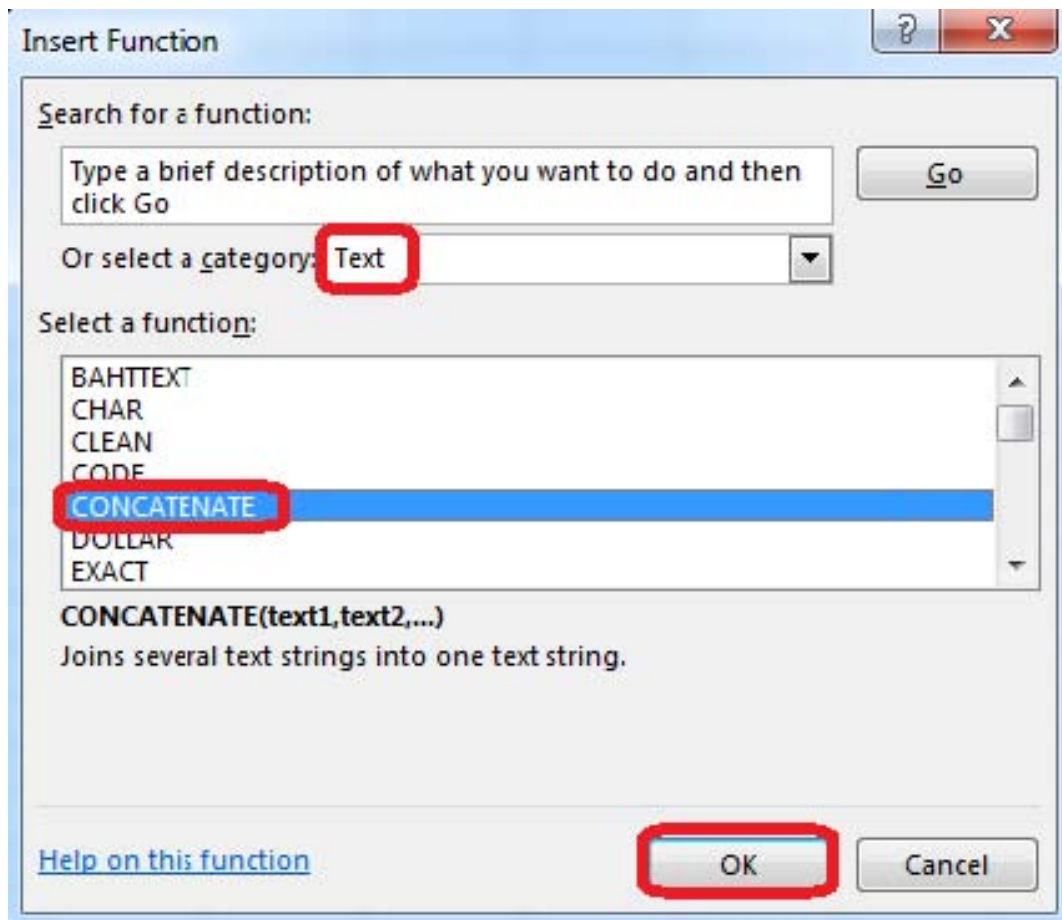 Insert Function
?
X
Search for a function:
Type a brief description of what you want to do and then
click Go
Go
Or select a category: Text
Select a function:
BAHTTEXT
CHAR
CLEAN
CODE
CONCATENATE
DOLLAR
EXACT
CONCATENATE(text1,text2,...)
Joins several text strings into one text string.
Help on this function
OK
Cancel